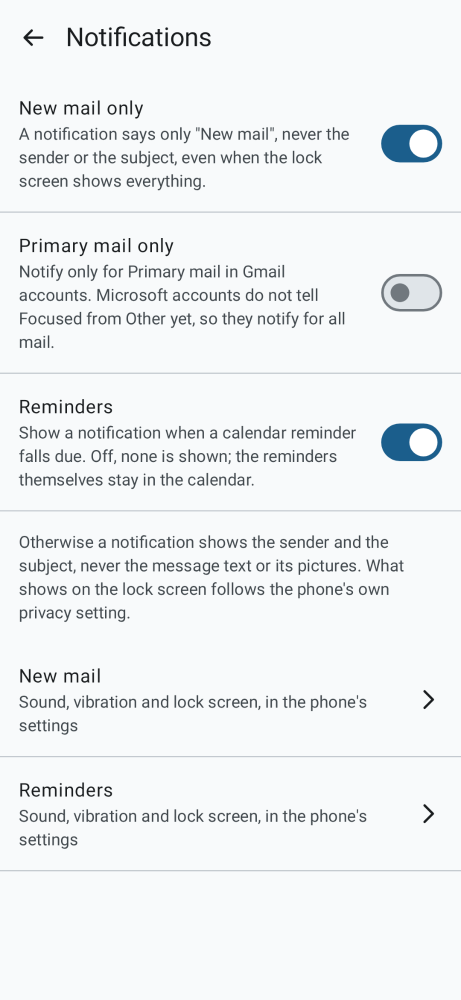 Notifications
New mail only
A notification says only "New mail", never the
sender or the subject, even when the lock
screen shows everything.
Primary mail only
Notify only for Primary mail in Gmail
accounts. Microsoft accounts do not tell
Focused from Other yet, so they notify for all
mail.
Reminders
Show a notification when a calendar reminder
falls due. Off, none is shown; the reminders
themselves stay in the calendar.
Otherwise a notification shows the sender and the
subject, never the message text or its pictures. What
shows on the lock screen follows the phone's own
privacy setting.
New mail
Sound, vibration and lock screen, in the phone's
settings
Reminders
Sound, vibration and lock screen, in the phone's
settings